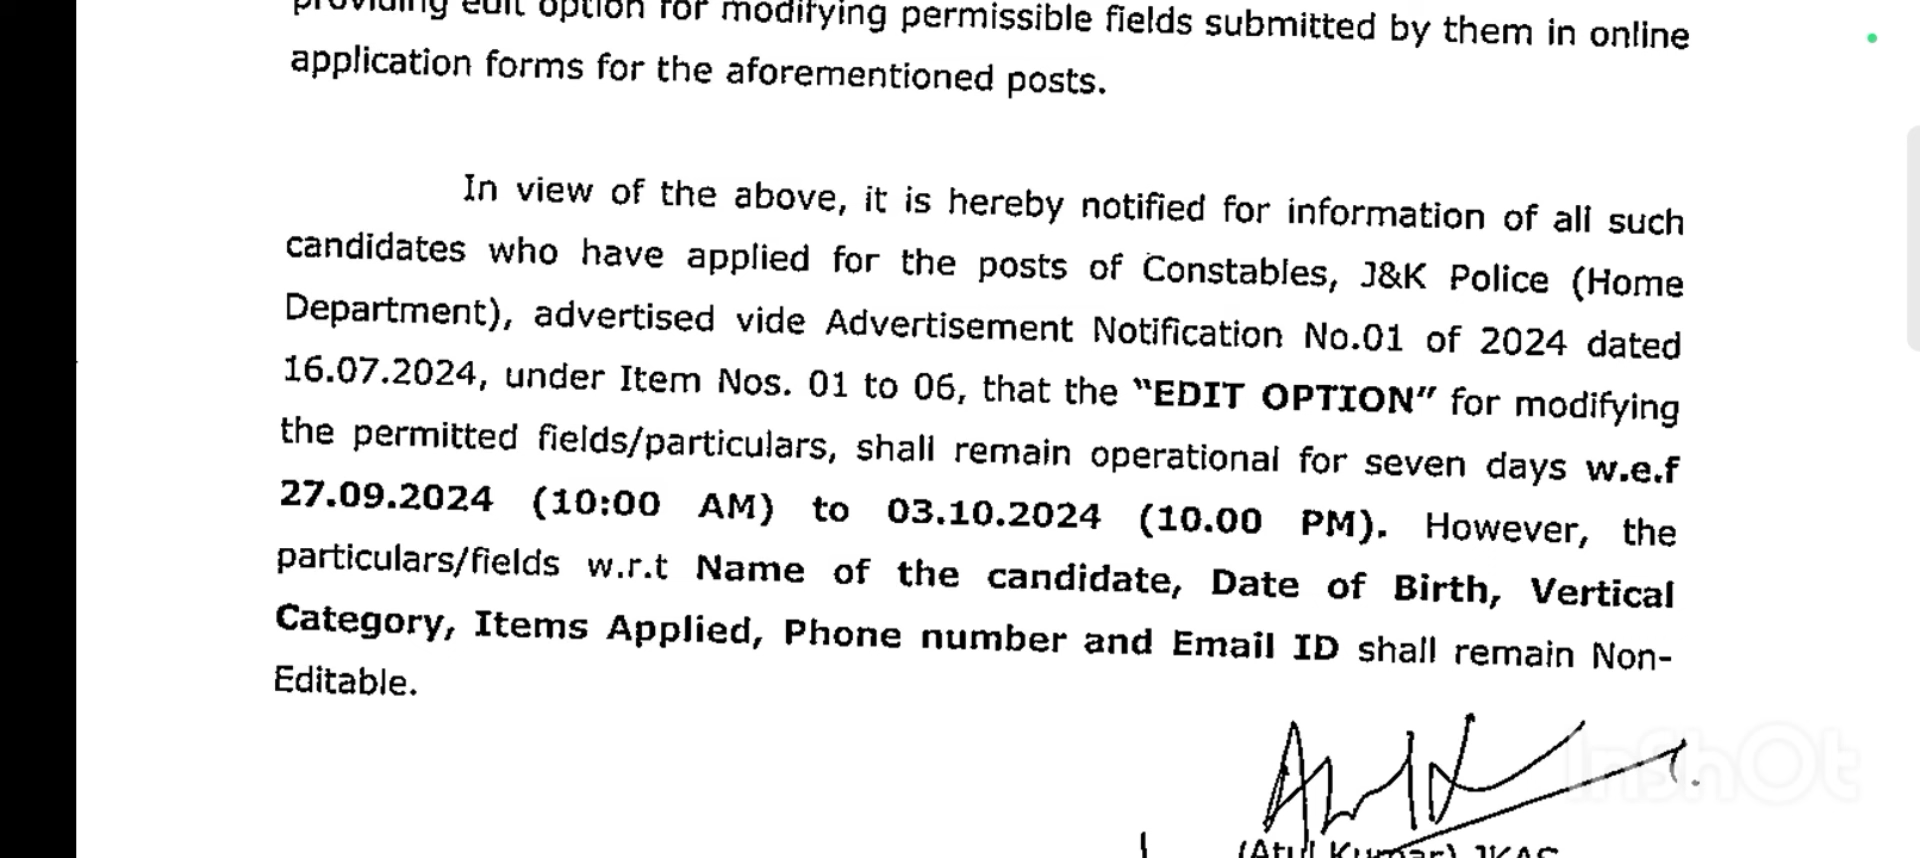 providing edit option for modifying permissible fields submitted by them in online
application forms for the aforementioned posts.
In view of the above, it is hereby notified for information of all such
candidates who have applied for the posts of Constables, J&K Police (Home
Department), advertised vide Advertisement Notification No.01 of 2024 dated
16.07.2024, under Item Nos. 01 to 06, that the “EDIT OPTION” for modifying
the permitted fields/particulars, shall remain operational for seven days w.e.f
27.09.2024 (10:00 AM) to 03.10.2024 (10.00 PM). However, the
particulars/fields w.r.t Name of the candidate, Date of Birth, Vertical
Category, Items Applied, Phone number and Email ID shall remain Non-
Editable.
InShOt
(Atul Kumar) JKAS